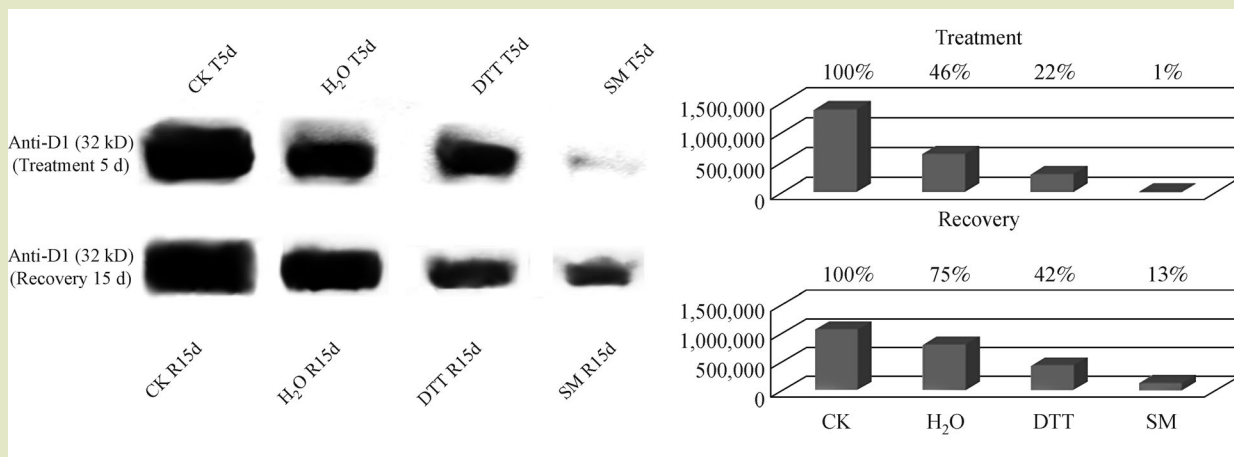 CK T5d
H₂O T5d
DTT T5d
SM T5d
Anti-D1 (32 kD)
(Treatment 5 d)
Anti-D1 (32 kD)
(Recovery 15 d)
CK R15d
H₂O R15d
DTT R15d
SM R15d
Treatment
100% 46% 22% 1%
1,500,000
1,000,000
500,000
0
Recovery
100% 75% 42% 13%
1,500,000
1,000,000
500,000
0
CK H₂O DTT SM